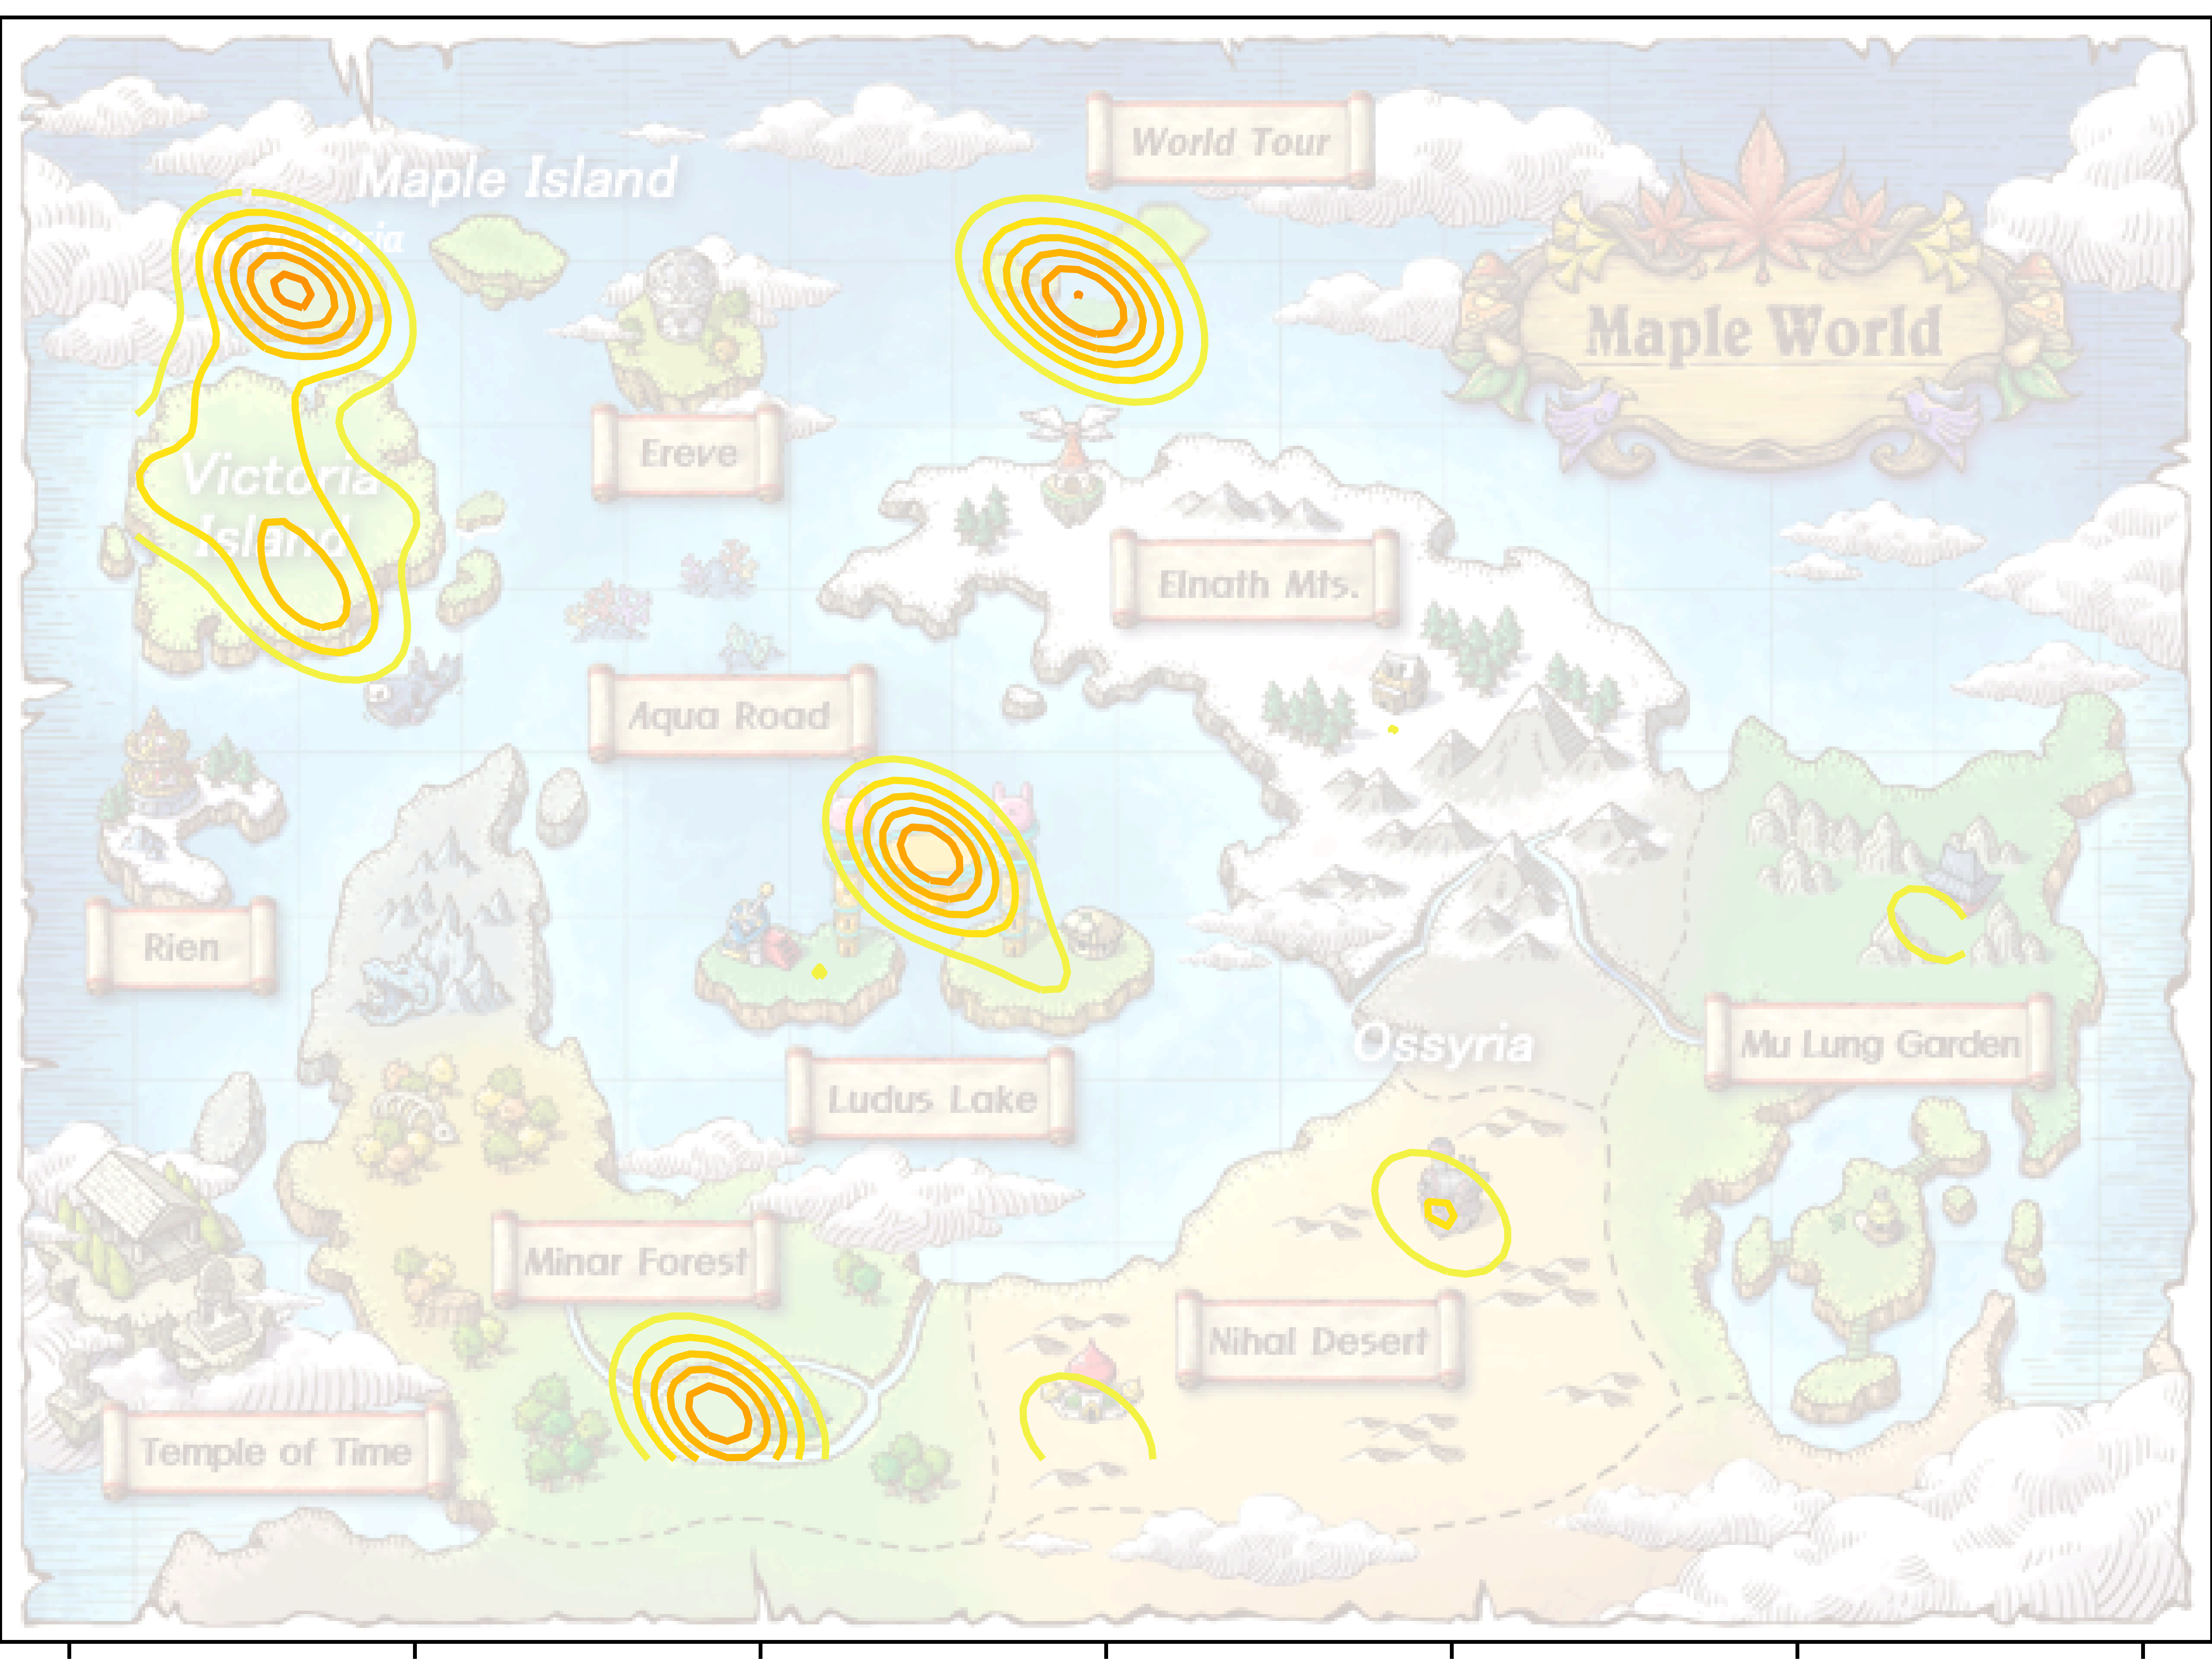 World Tour
Maple Island
Maple World
Ereve
Victoria
Island
Elnath Mts.
Aqua Road
Rien
Ossyria
Mu Lung Garden
Ludus Lake
Minar Forest
Nihal Desert
Temple of Time